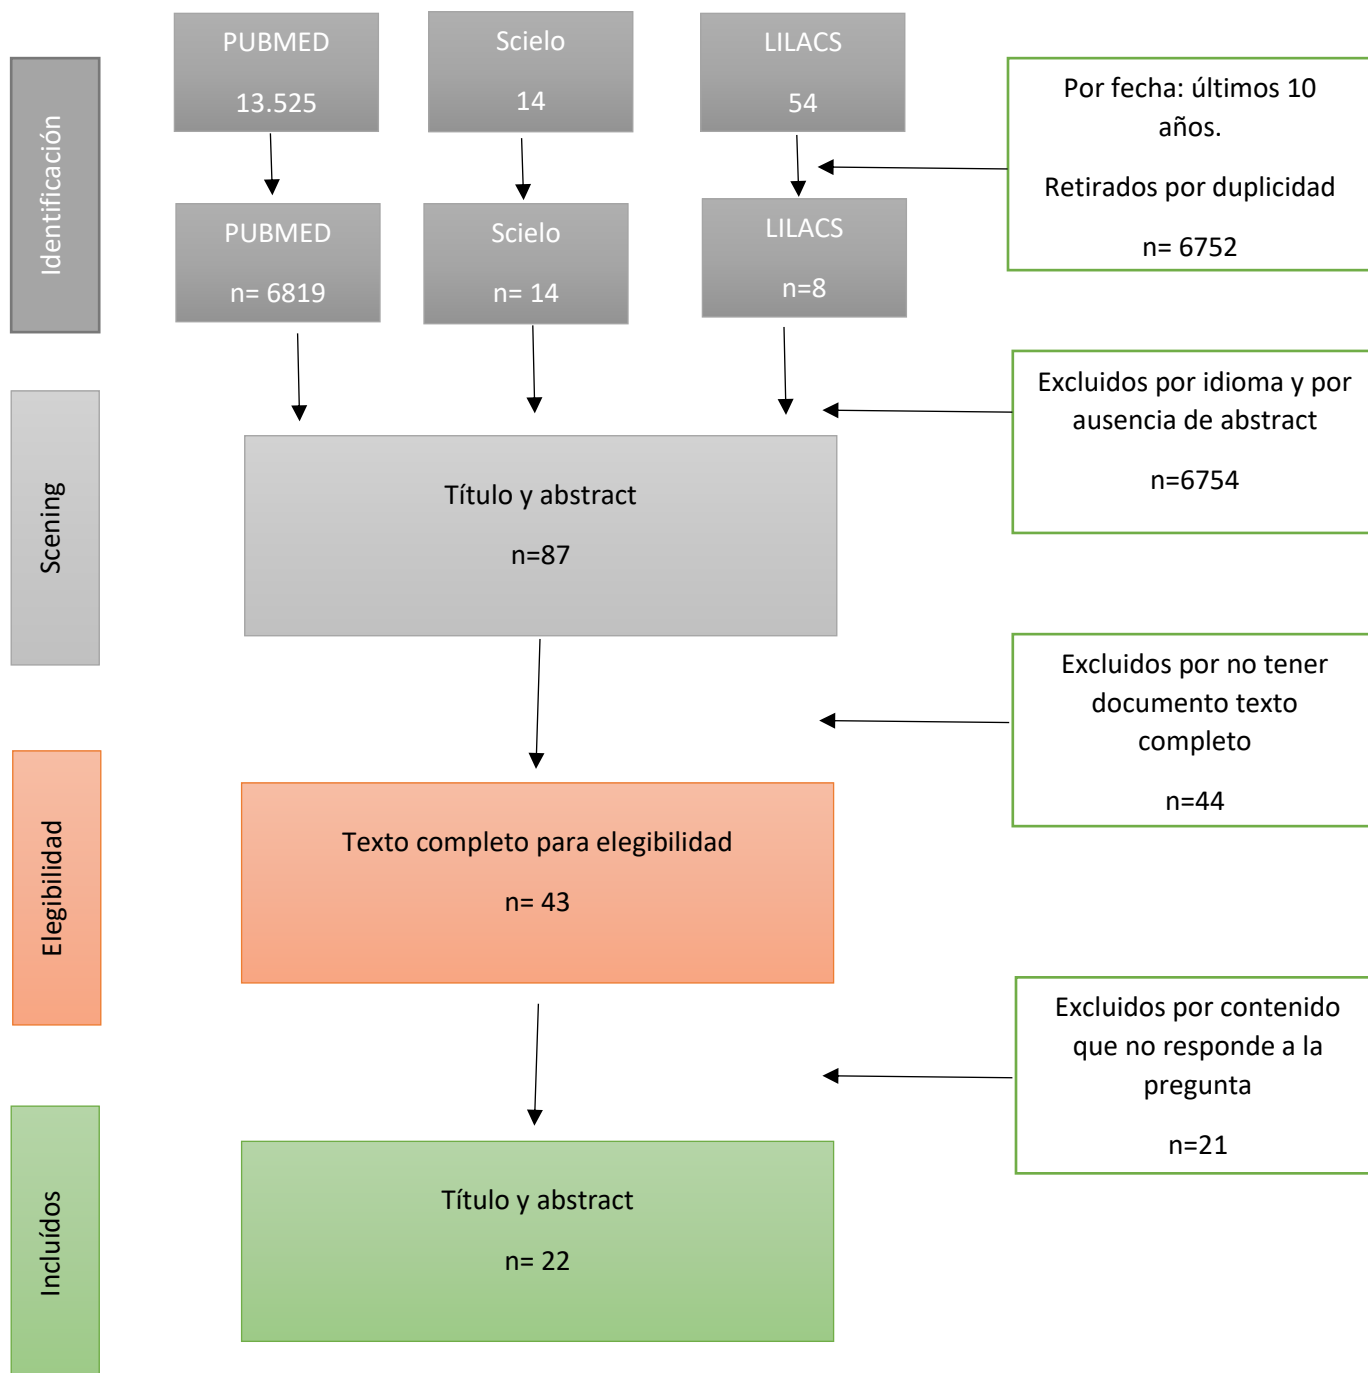 PUBMED
13.525
Scielo
14
LILACS
54
Por fecha: últimos 10
años.
Retirados por duplicidad
n= 6752
Identificación
PUBMED
n= 6819
Scielo
n= 14
LILACS
n=8
Excluidos por idioma y por
ausencia de abstract
n=6754
Scening
Título y abstract
n=87
Excluidos por no tener
documento texto
completo
n=44
Elegibilidad
Texto completo para elegibilidad
n= 43
Excluidos por contenido
que no responde a la
pregunta
n=21
Incluídos
Título y abstract
n= 22